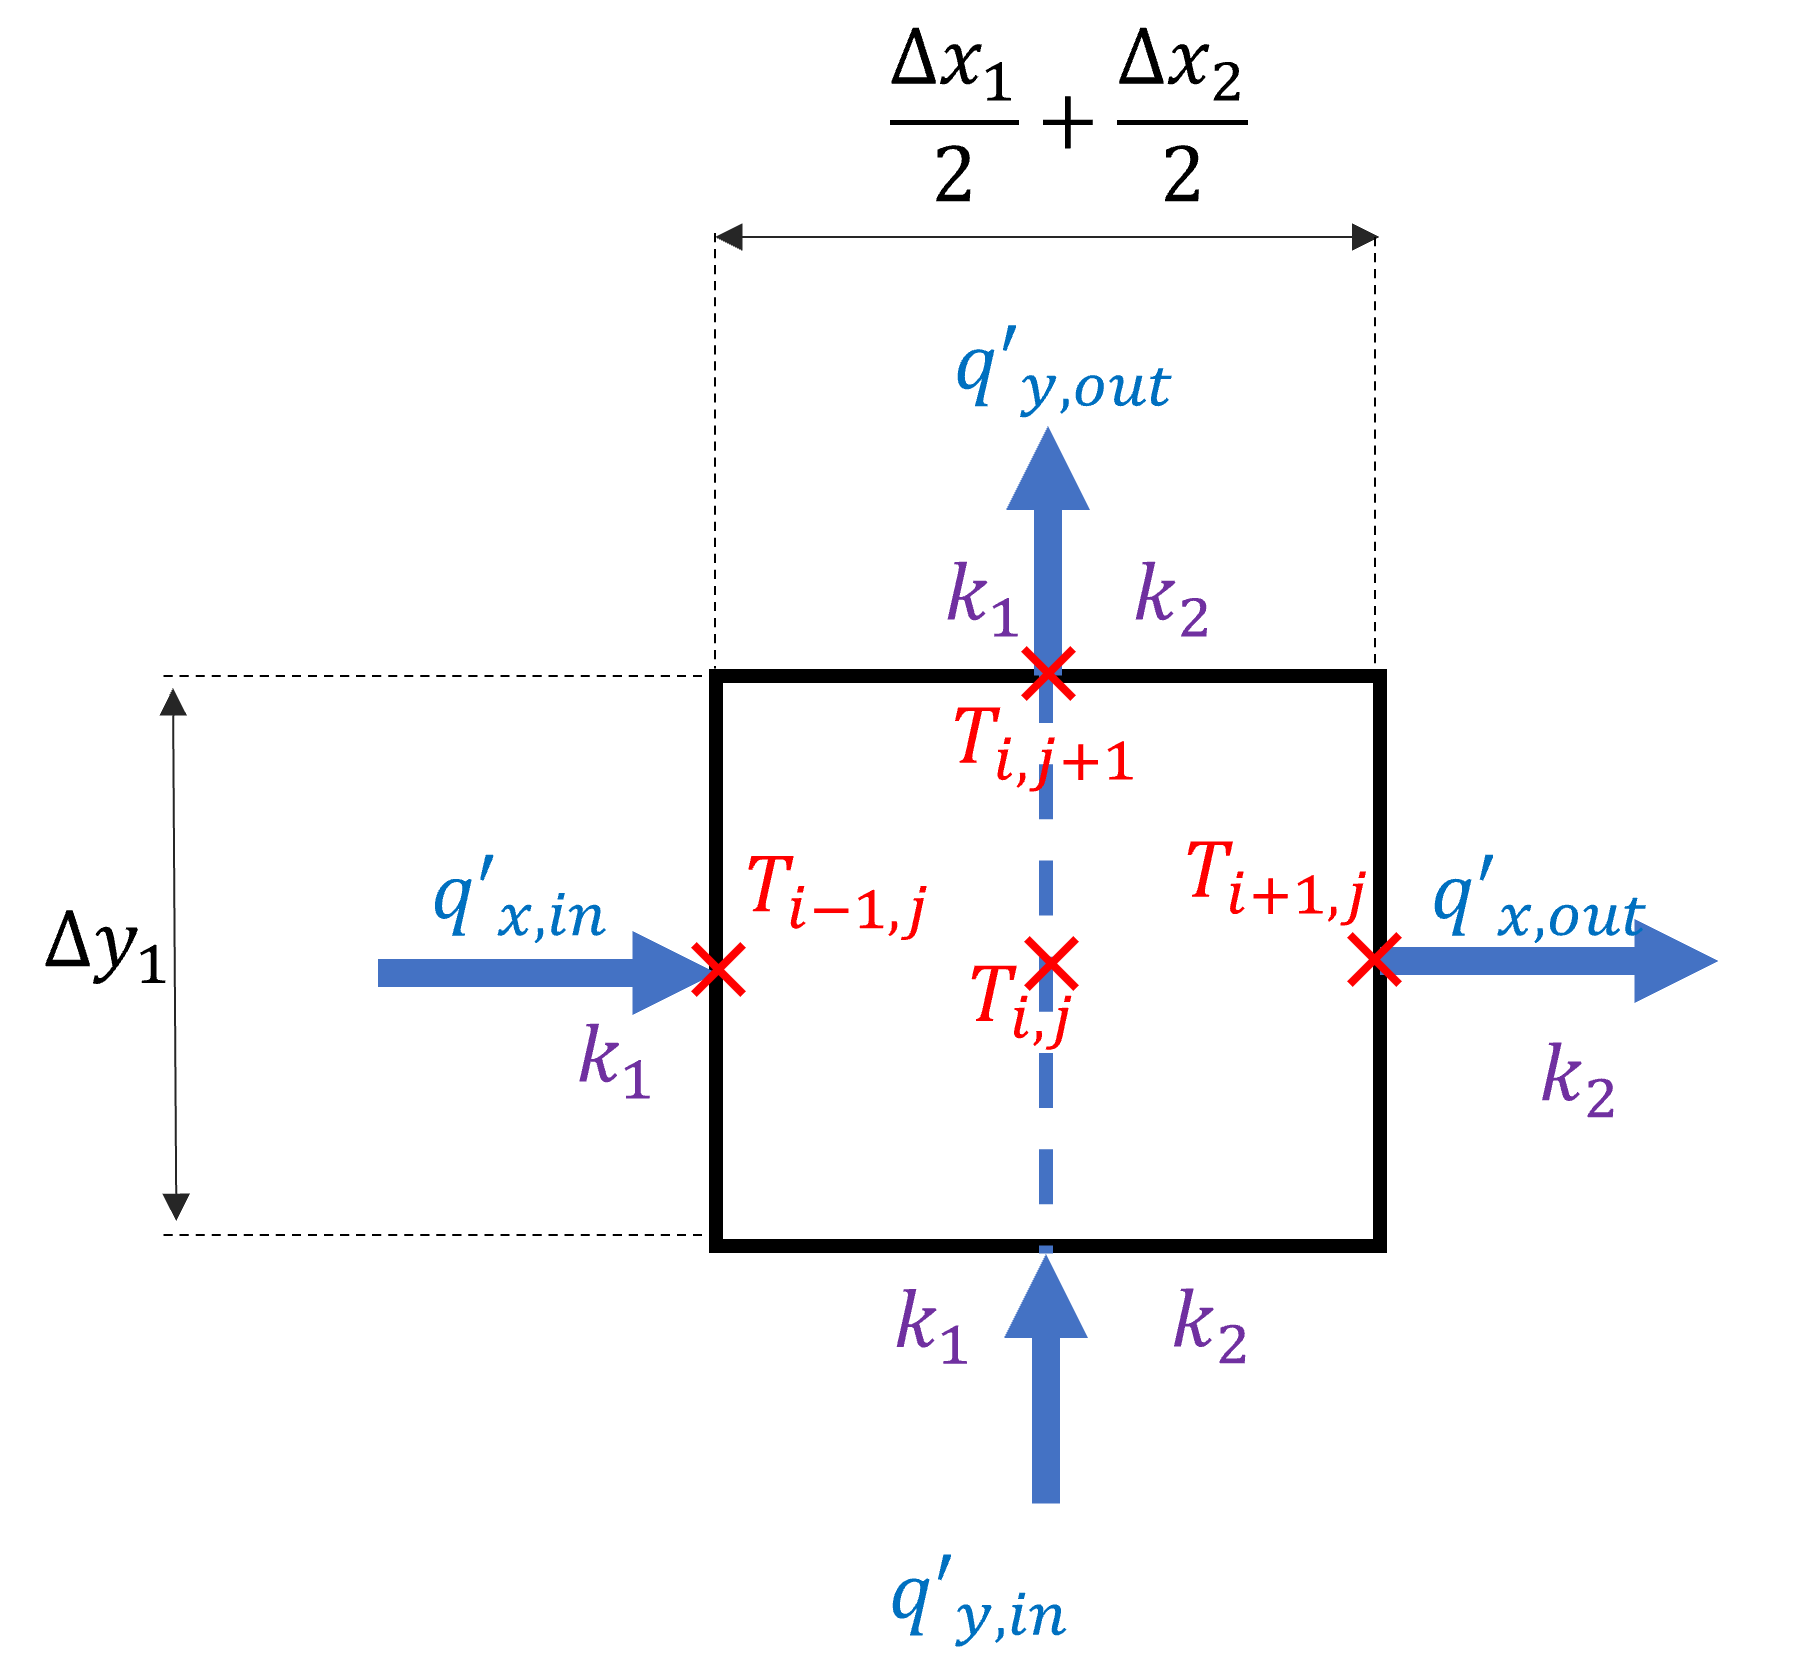 Δx₁/2 + Δx₂/2
q′y,out
k₁ k₂
Tᵢ,ⱼ₊₁
q′x,in Tᵢ₋₁,ⱼ Tᵢ₊₁,ⱼ q′x,out
Δy₁
Tᵢ,ⱼ
k₁ k₂
k₁ k₂
q′y,in